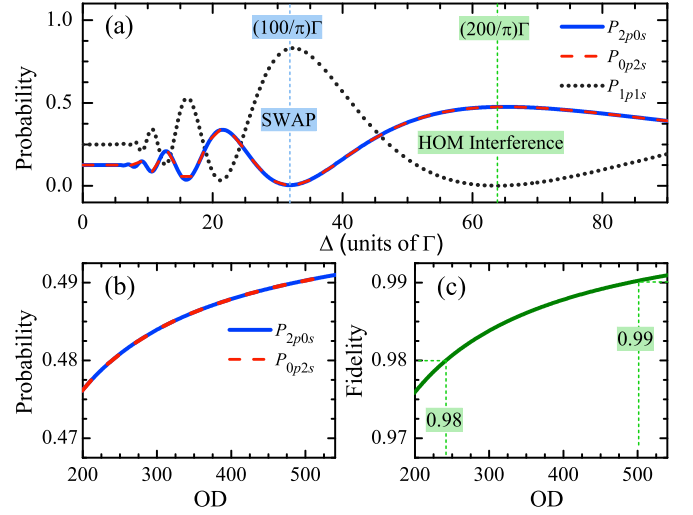 (a)
(100/π)Γ
(200/π)Γ
P2p0s
P0p2s
P1p1s
SWAP
HOM Interference
Probability
1.0
0.5
0.0
0 20 40 60 80
Δ (units of Γ)
(b)
P2p0s
P0p2s
Probability
0.49
0.48
0.47
200 300 400 500
OD
(c)
0.99
0.98
Fidelity
0.99
0.98
0.97
200 300 400 500
OD